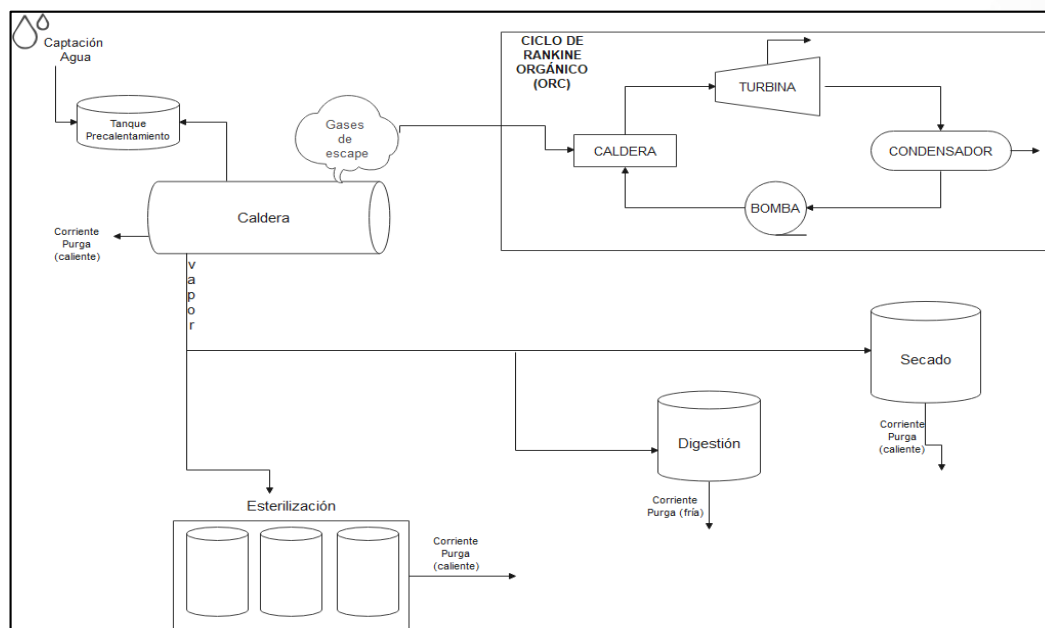 Captación
Agua
Tanque
Precalentamiento
Gases
de
escape
Caldera
Corriente
Purga
(caliente)
vapor
CICLO DE
RANKINE
ORGÁNICO
(ORC)
TURBINA
CALDERA
CONDENSADOR
BOMBA
Secado
Corriente
Purga
(caliente)
Digestión
Corriente
Purga (fría)
Esterilización
Corriente
Purga
(caliente)